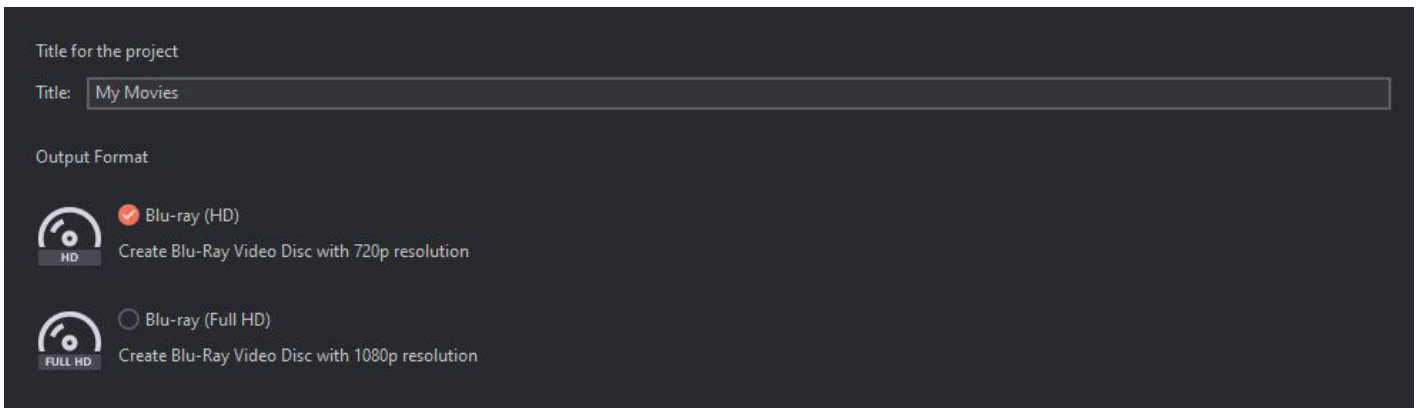 Title for the project
Title: My Movies
Output Format
Blu-ray (HD)
HD
Create Blu-Ray Video Disc with 720p resolution
Blu-ray (Full HD)
FULL HD
Create Blu-Ray Video Disc with 1080p resolution